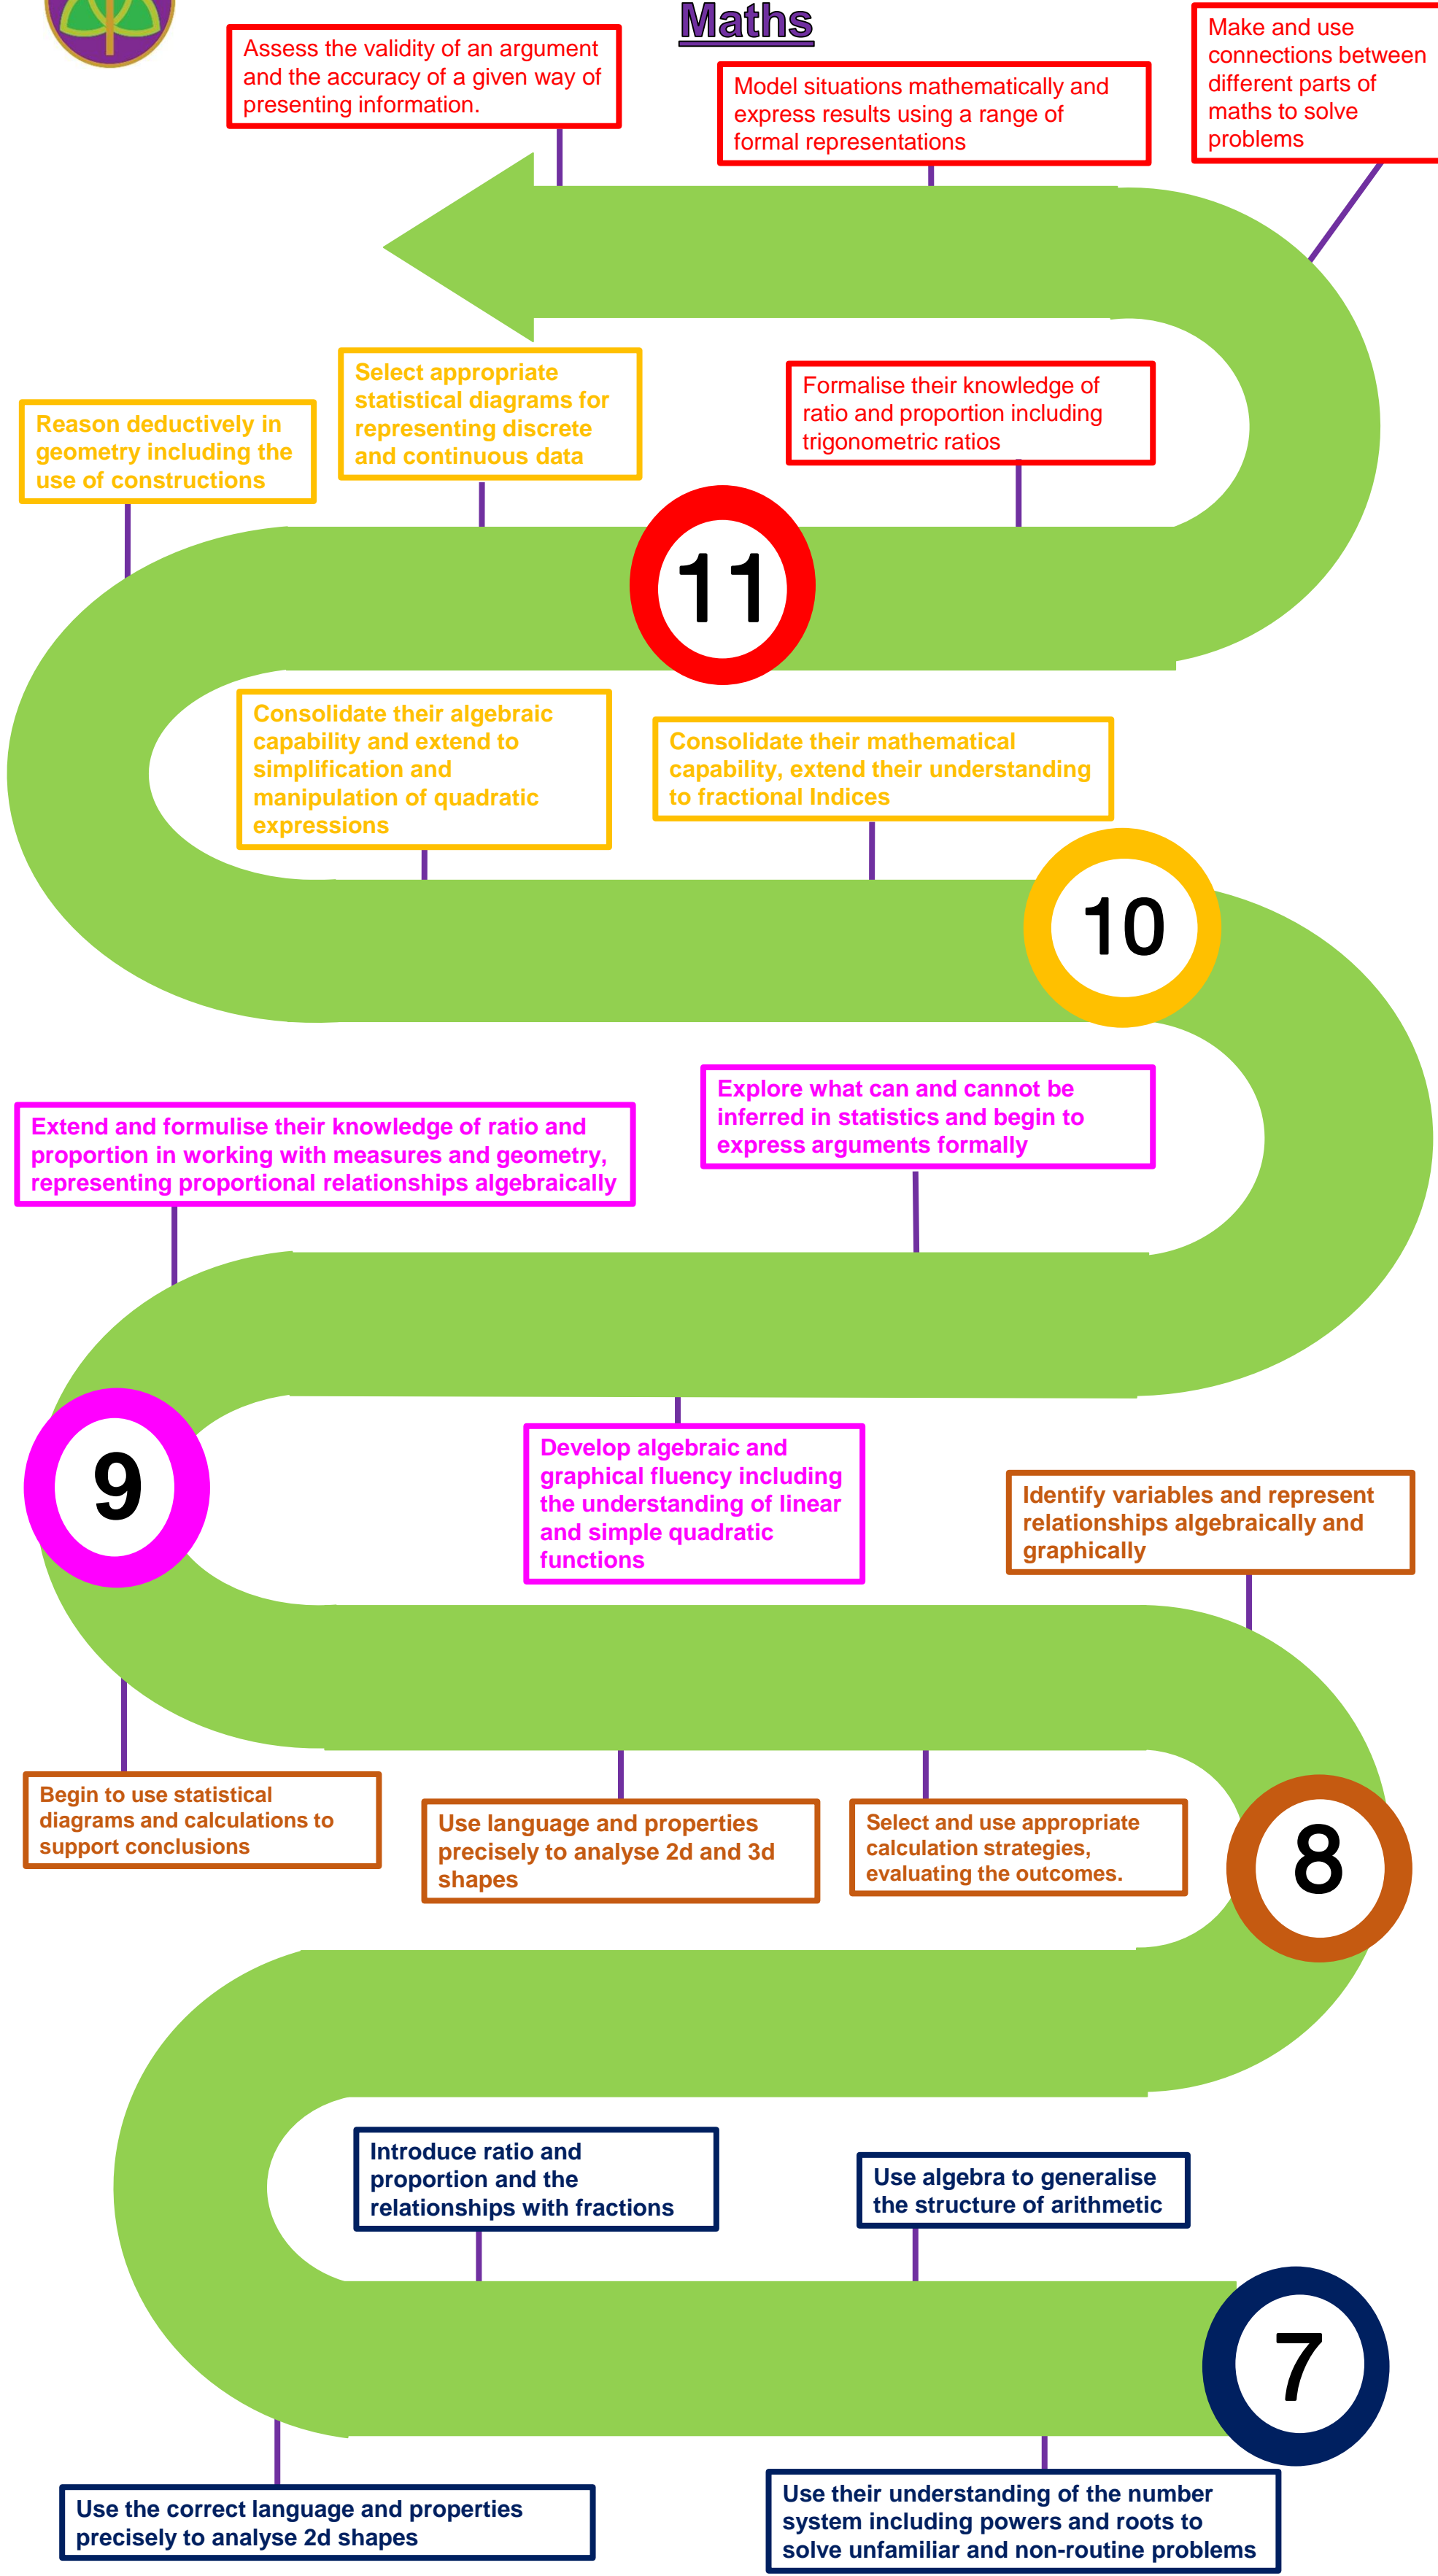 Maths
Assess the validity of an argument
and the accuracy of a given way of
presenting information.
Model situations mathematically and
express results using a range of
formal representations
Make and use
connections between
different parts of
maths to solve
problems
Select appropriate
statistical diagrams for
representing discrete
and continuous data
Formalise their knowledge of
ratio and proportion including
trigonometric ratios
Reason deductively in
geometry including the
use of constructions
11
Consolidate their algebraic
capability and extend to
simplification and
manipulation of quadratic
expressions
Consolidate their mathematical
capability, extend their understanding
to fractional Indices
10
Explore what can and cannot be
inferred in statistics and begin to
express arguments formally
Extend and formulise their knowledge of ratio and
proportion in working with measures and geometry,
representing proportional relationships algebraically
9
Develop algebraic and
graphical fluency including
the understanding of linear
and simple quadratic
functions
Identify variables and represent
relationships algebraically and
graphically
Begin to use statistical
diagrams and calculations to
support conclusions
Use language and properties
precisely to analyse 2d and 3d
shapes
Select and use appropriate
calculation strategies,
evaluating the outcomes.
8
Introduce ratio and
proportion and the
relationships with fractions
Use algebra to generalise
the structure of arithmetic
7
Use the correct language and properties
precisely to analyse 2d shapes
Use their understanding of the number
system including powers and roots to
solve unfamiliar and non-routine problems